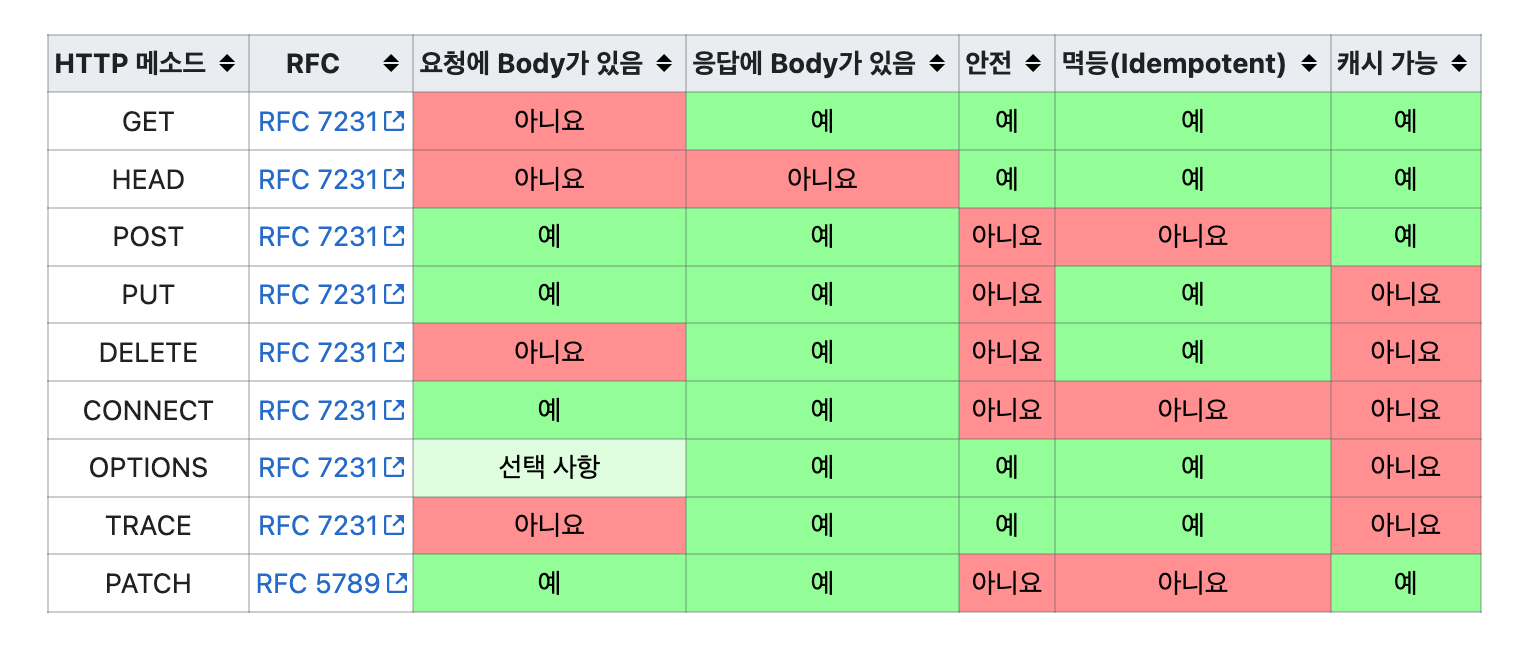 HTTP 메소드 RFC 요청에 Body가 있음 응답에 Body가 있음 안전 멱등(Idempotent) 캐시 가능
GET RFC 7231 아니요 예 예 예 예
HEAD RFC 7231 아니요 아니요 예 예 예
POST RFC 7231 예 예 아니요 아니요 예
PUT RFC 7231 예 예 아니요 예 아니요
DELETE RFC 7231 아니요 예 아니요 예 아니요
CONNECT RFC 7231 예 예 아니요 아니요 아니요
OPTIONS RFC 7231 선택 사항 예 예 예 아니요
TRACE RFC 7231 아니요 예 예 예 아니요
PATCH RFC 5789 예 예 아니요 아니요 예